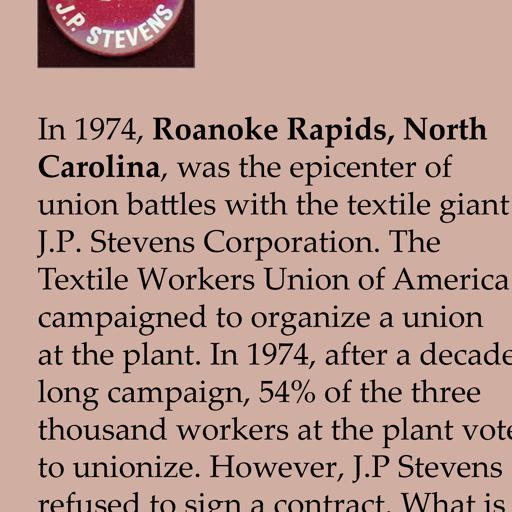 J.P. STEVENS
In 1974, Roanoke Rapids, North
Carolina, was the epicenter of
union battles with the textile giant
J.P. Stevens Corporation. The
Textile Workers Union of America
campaigned to organize a union
at the plant. In 1974, after a decade
long campaign, 54% of the three
thousand workers at the plant vote
to unionize. However, J.P Stevens
refused to sign a contract. What is